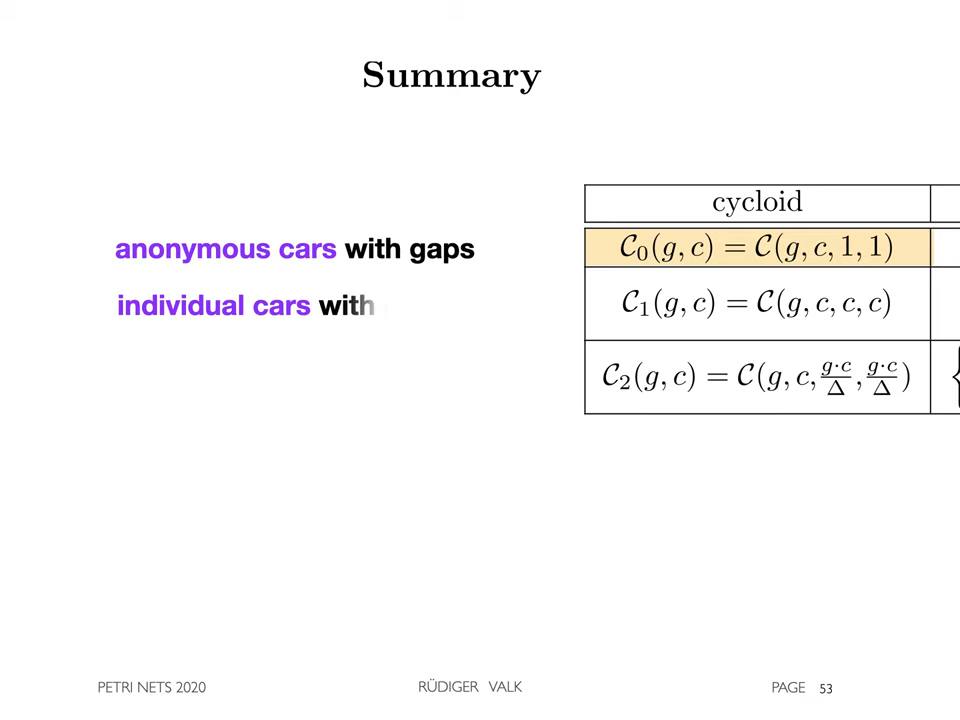 Summary
anonymous cars with gaps
individual cars with
cycloid
C₀(g, c) = C(g, c, 1, 1)
C₁(g, c) = C(g, c, c, c)
C₂(g, c) = C(g, c, g·c/Δ, g·c/Δ)
{
PETRI NETS 2020 RÜDIGER VALK PAGE 53